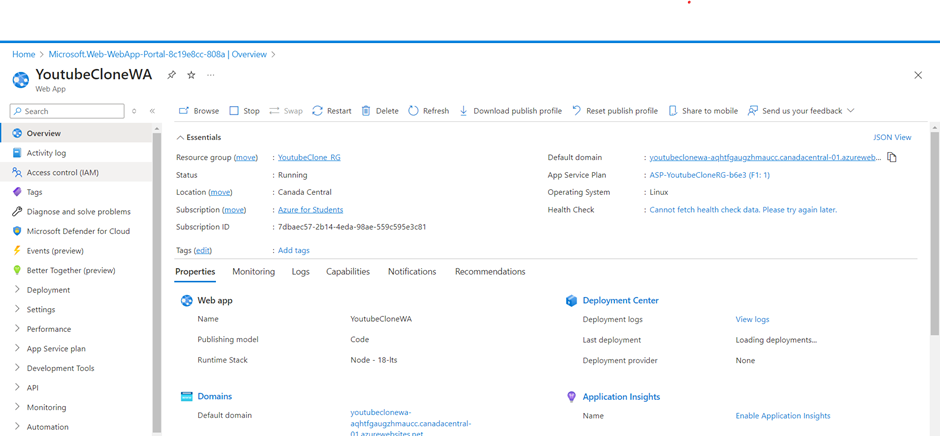 Home > Microsoft.Web-WebApp-Portal-8c19e8cc-808a | Overview >
YoutubeCloneWA
Web App
Search
Browse Stop Swap Restart Delete Refresh Download publish profile Reset publish profile Share to mobile Send us your feedback
Overview
Activity log
Access control (IAM)
Tags
Diagnose and solve problems
Microsoft Defender for Cloud
Events (preview)
Better Together (preview)
Deployment
Settings
Performance
App Service plan
Development Tools
API
Monitoring
Automation
Essentials
JSON View
Resource group (move) : YoutubeClone_RG
Status : Running
Location (move) : Canada Central
Subscription (move) : Azure for Students
Subscription ID : 7dbaec57-2b14-4eda-98ae-559c595e3c81
Tags (edit) : Add tags
Default domain : youtubeclonewa-aqhtfgaugzhmaucc.canadacentral-01.azureweb...
App Service Plan : ASP-YoutubeCloneRG-b6e3 (F1: 1)
Operating System : Linux
Health Check : Cannot fetch health check data. Please try again later.
Properties Monitoring Logs Capabilities Notifications Recommendations
Web app
Name YoutubeCloneWA
Publishing model Code
Runtime Stack Node - 18-lts
Domains
Default domain youtubeclonewa-
aqhtfgaugzhmaucc.canadacentral-
01.azurewebsites.net
Deployment Center
Deployment logs View logs
Last deployment Loading deployments...
Deployment provider None
Application Insights
Name Enable Application Insights